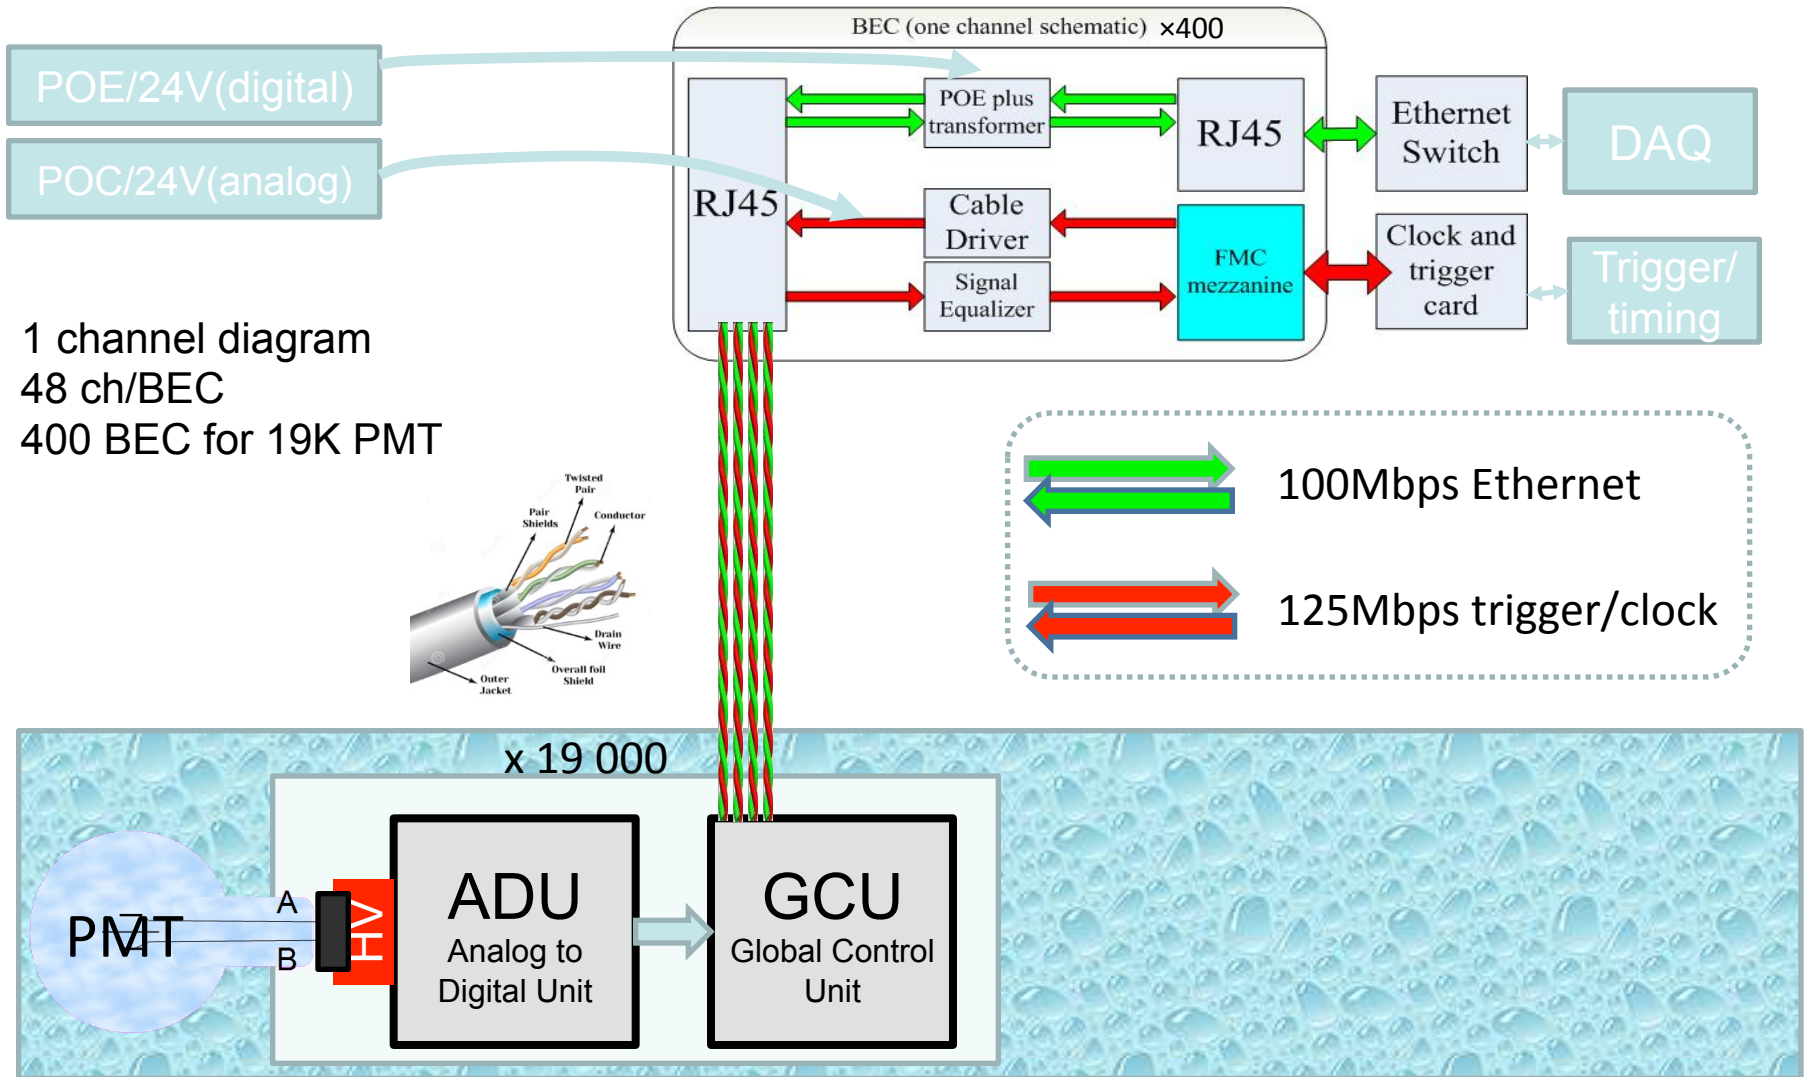 BEC (one channel schematic) ×400
POE/24V(digital)
POC/24V(analog)
RJ45
POE plus
transformer
RJ45
Ethernet
Switch
DAQ
Cable
Driver
Signal
Equalizer
FMC
mezzanine
Clock and
trigger
card
Trigger/
timing
1 channel diagram
48 ch/BEC
400 BEC for 19K PMT
Twisted
Pair
Pair
Shields
Conductor
Drain
Wire
Overall foil
Shield
Outer
Jacket
100Mbps Ethernet
125Mbps trigger/clock
x 19 000
PMT
A
B
HV
ADU
Analog to
Digital Unit
GCU
Global Control
Unit